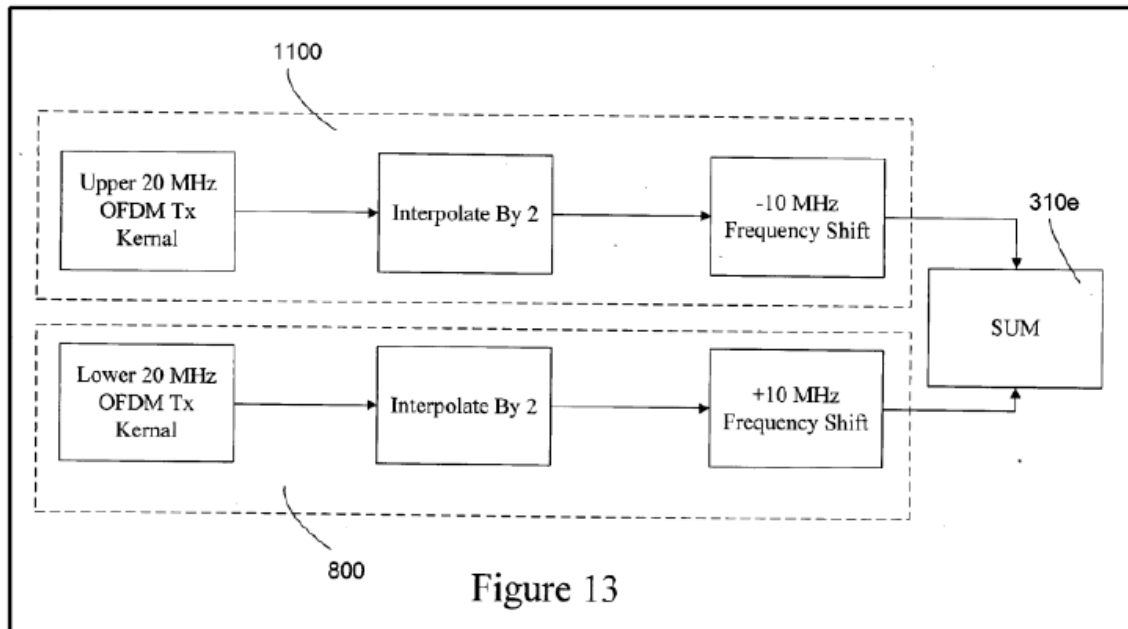 1100
Upper 20 MHz
OFDM Tx
Kernal
Interpolate By 2
-10 MHz
Frequency Shift
310e
SUM
Lower 20 MHz
OFDM Tx
Kernal
Interpolate By 2
+10 MHz
Frequency Shift
800
Figure 13